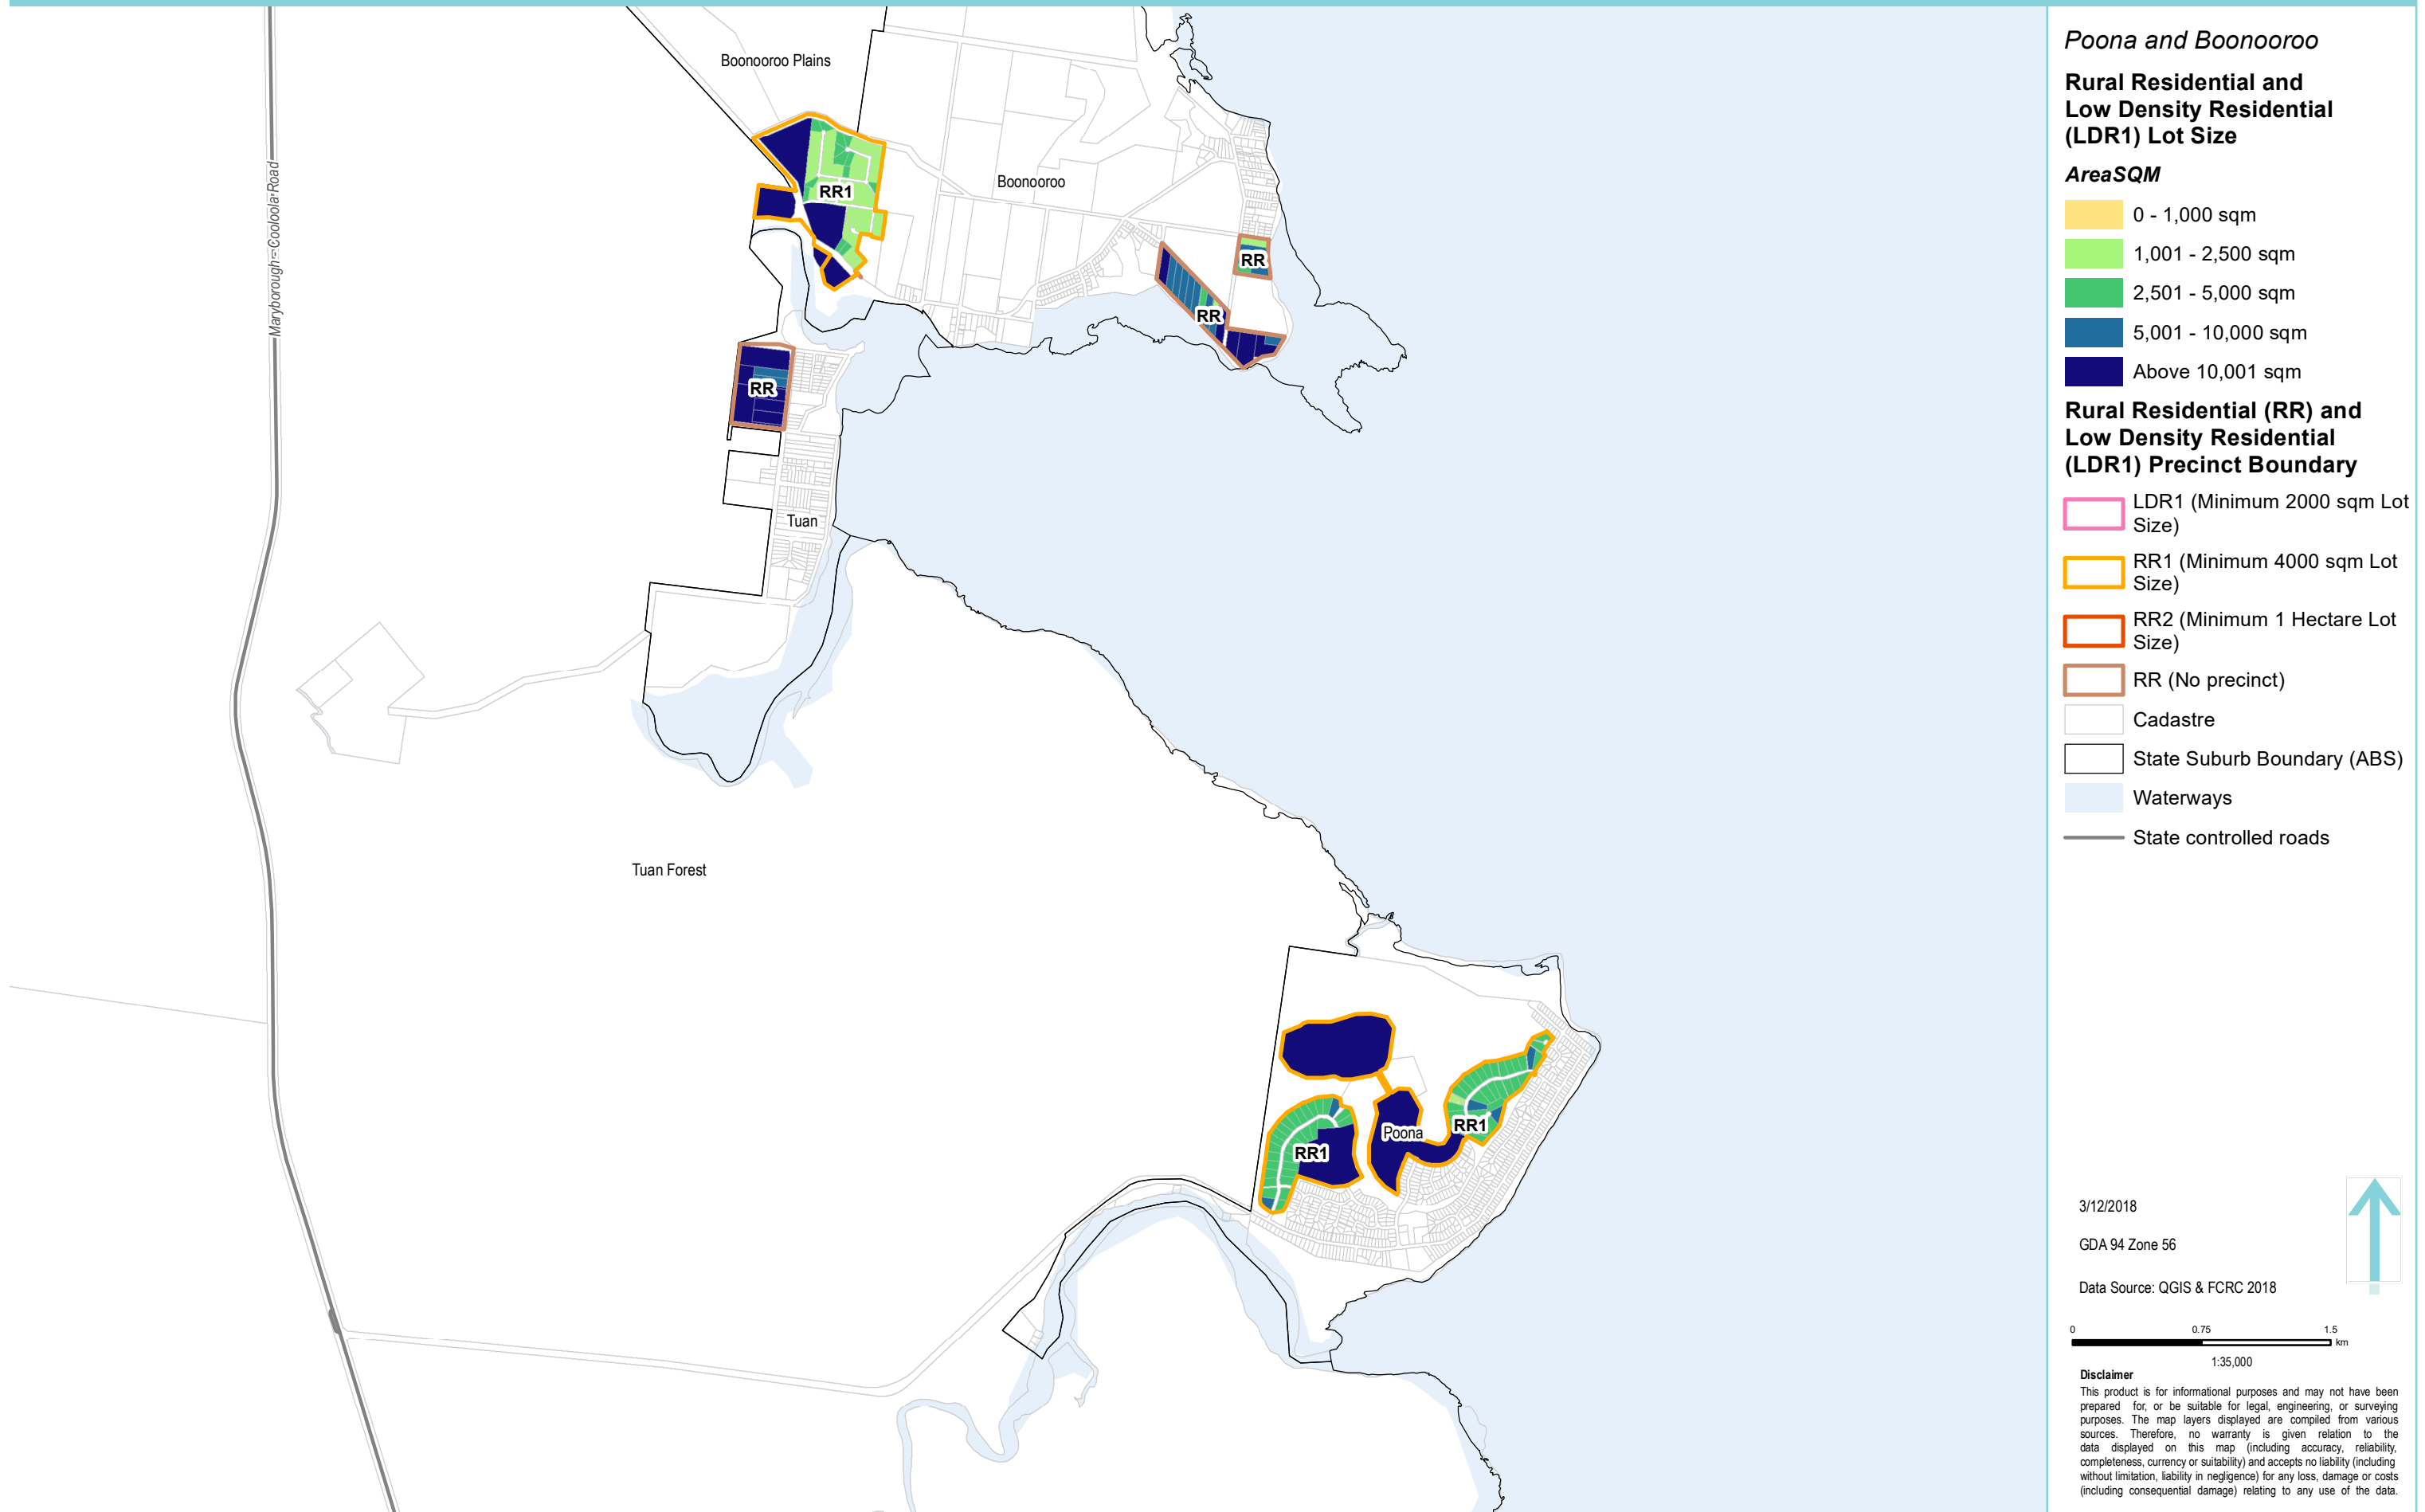 Boonooroo Plains
Maryborough - Cooloola Road
RR1
Boonooroo
RR
RR
RR
Tuan
Tuan Forest
RR1
Poona
RR1
Poona and Boonooroo
Rural Residential and
Low Density Residential
(LDR1) Lot Size
AreaSQM
0 - 1,000 sqm
1,001 - 2,500 sqm
2,501 - 5,000 sqm
5,001 - 10,000 sqm
Above 10,001 sqm
Rural Residential (RR) and
Low Density Residential
(LDR1) Precinct Boundary
LDR1 (Minimum 2000 sqm Lot
Size)
RR1 (Minimum 4000 sqm Lot
Size)
RR2 (Minimum 1 Hectare Lot
Size)
RR (No precinct)
Cadastre
State Suburb Boundary (ABS)
Waterways
State controlled roads
3/12/2018
GDA 94 Zone 56
Data Source: QGIS & FCRC 2018
0 0.75 1.5
km
1:35,000
Disclaimer
This product is for informational purposes and may not have been
prepared for, or be suitable for legal, engineering, or surveying
purposes. The map layers displayed are compiled from various
sources. Therefore, no warranty is given relation to the
data displayed on this map (including accuracy, reliability,
completeness, currency or suitability) and accepts no liability (including
without limitation, liability in negligence) for any loss, damage or costs
(including consequential damage) relating to any use of the data.